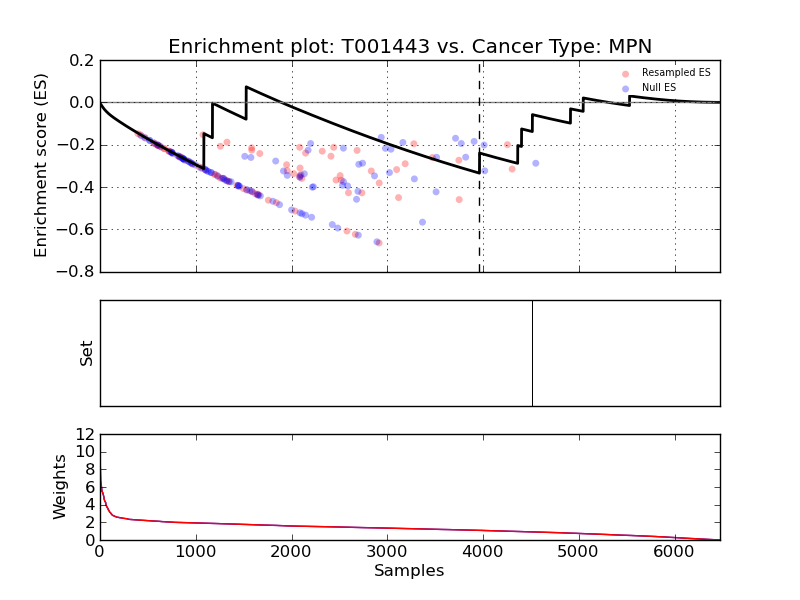 Enrichment plot: T001443 vs. Cancer Type: MPN
Enrichment score (ES)
0.2
0.0
−0.2
−0.4
−0.6
−0.8
Resampled ES
Null ES
Set
Weights
12
10
8
6
4
2
0
0 1000 2000 3000 4000 5000 6000
Samples